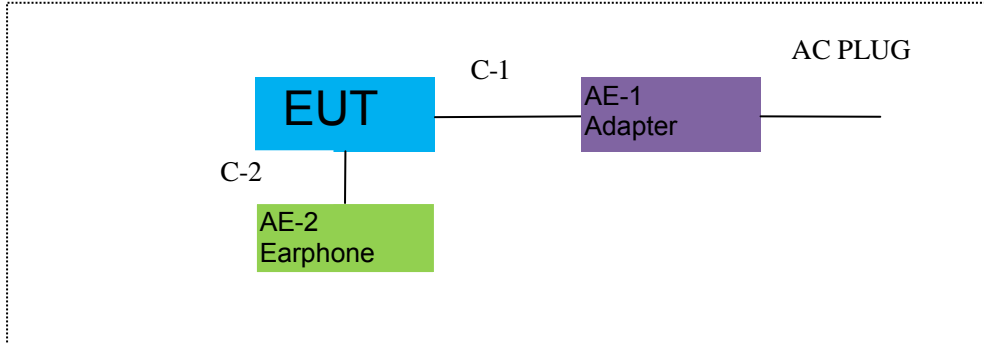 AC PLUG
C-1
EUT
AE-1
Adapter
C-2
AE-2
Earphone